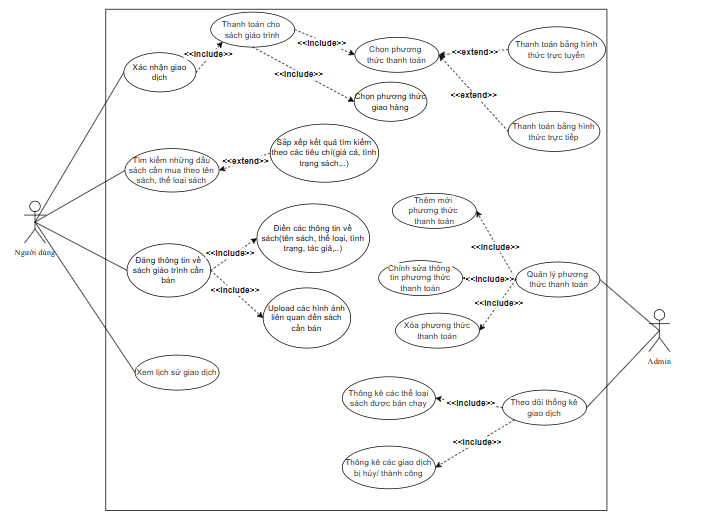 Thanh toán cho
sách giáo trình
<<include>>
<<include>>
<<include>>
Chọn phương
thức thanh toán
<<extend>>
Thanh toán bằng hình
thức trực tuyến
Xác nhận giao
dịch
Chọn phương thức
giao hàng
<<extend>>
Thanh toán bằng hình
thức trực tiếp
Tìm kiếm những đầu
sách cần mua theo tên
sách, thể loại sách
<<extend>>
Sắp xếp kết quả tìm kiếm
theo các tiêu chí(giá cả, tình
trạng sách,..)
Người dùng
Thêm mới
phương thức
thanh toán
Điền các thông tin về
sách(tên sách, thể loại, tình
trạng, tác giả,..)
<<include>>
<<include>>
Đăng thông tin về
sách giáo trình cần
bán
<<include>>
Chỉnh sửa thông
tin phương thức
thanh toán
<<include>>
Quản lý phương
thức thanh toán
Upload các hình ảnh
liên quan đến sách
cần bán
<<include>>
Xóa phương thức
thanh toán
Admin
Xem lịch sử giao dịch
Thống kê các thể loại
sách được bán chạy
<<include>>
Theo dõi thống kê
giao dịch
<<include>>
Thống kê các giao dịch
bị hủy/ thành công